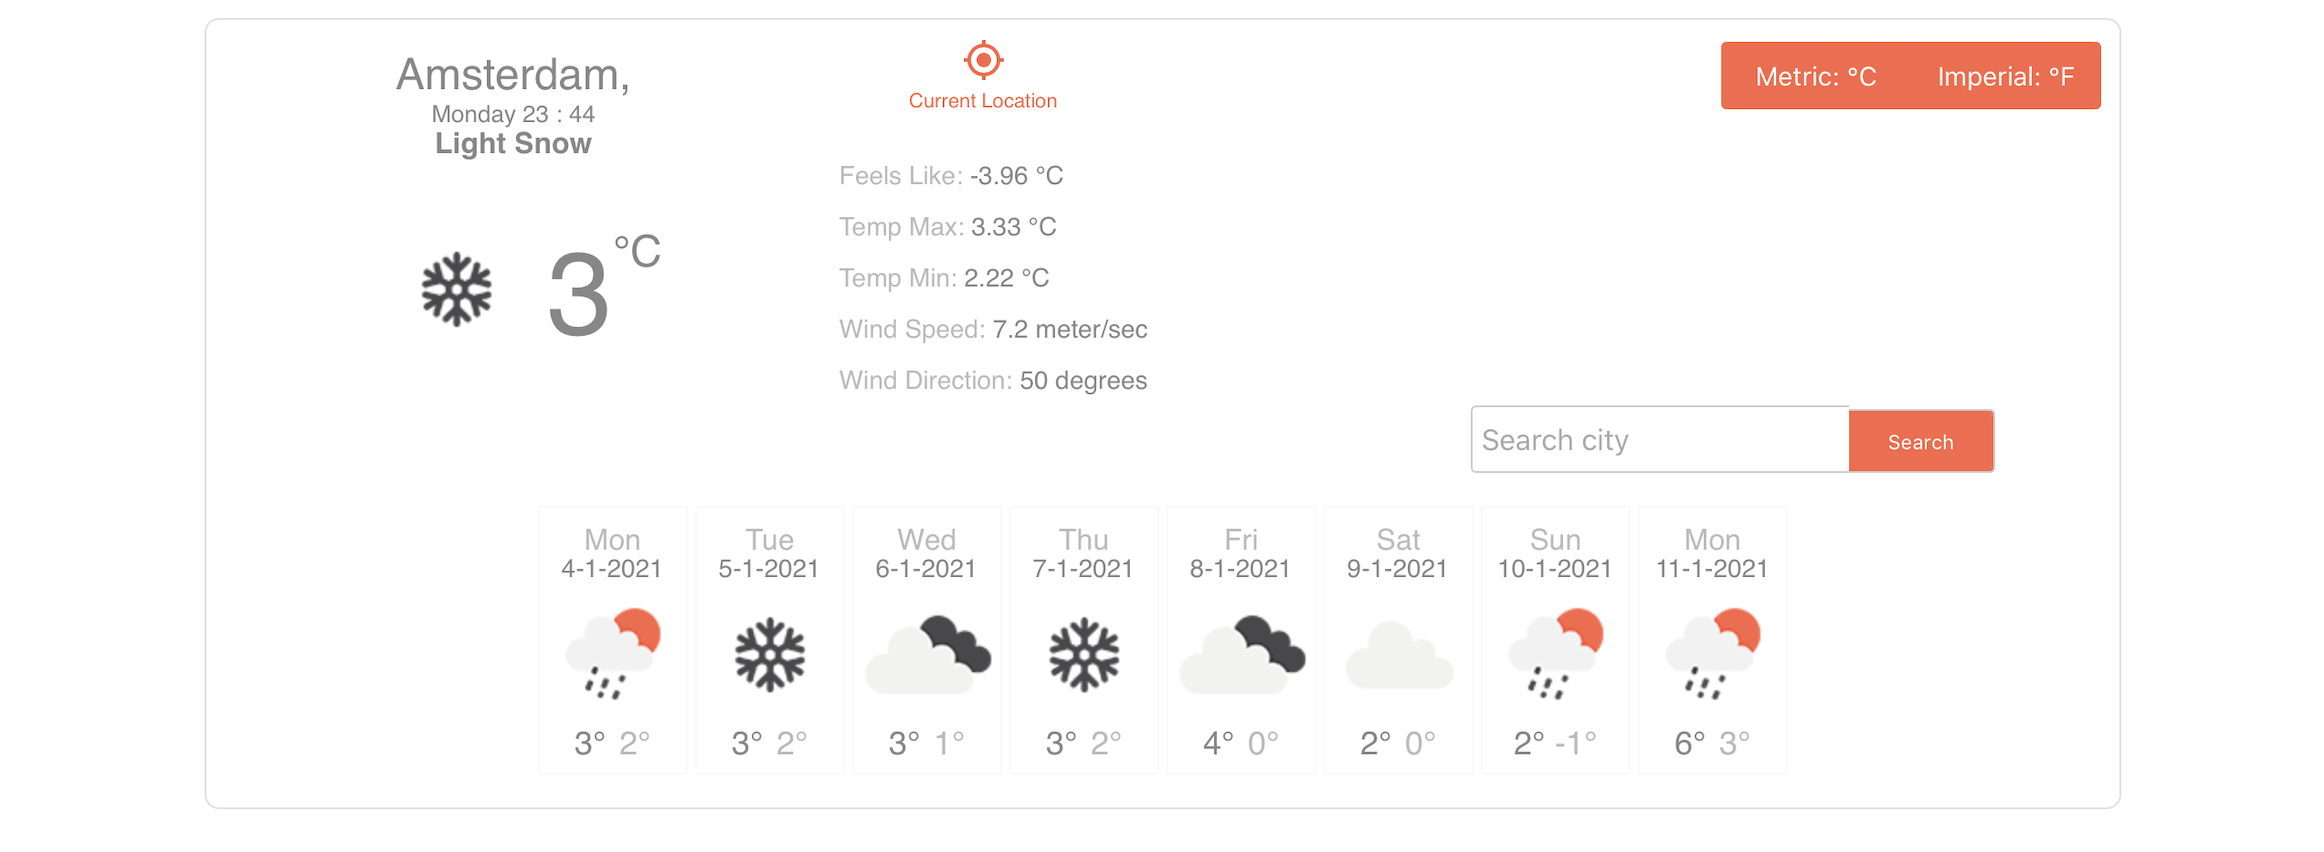 Amsterdam,
Monday 23 : 44
Light Snow
3 °C
Current Location
Feels Like: -3.96 °C
Temp Max: 3.33 °C
Temp Min: 2.22 °C
Wind Speed: 7.2 meter/sec
Wind Direction: 50 degrees
Metric: °C Imperial: °F
Search city Search
Mon
4-1-2021
3° 2°
Tue
5-1-2021
3° 2°
Wed
6-1-2021
3° 1°
Thu
7-1-2021
3° 2°
Fri
8-1-2021
4° 0°
Sat
9-1-2021
2° 0°
Sun
10-1-2021
2° -1°
Mon
11-1-2021
6° 3°